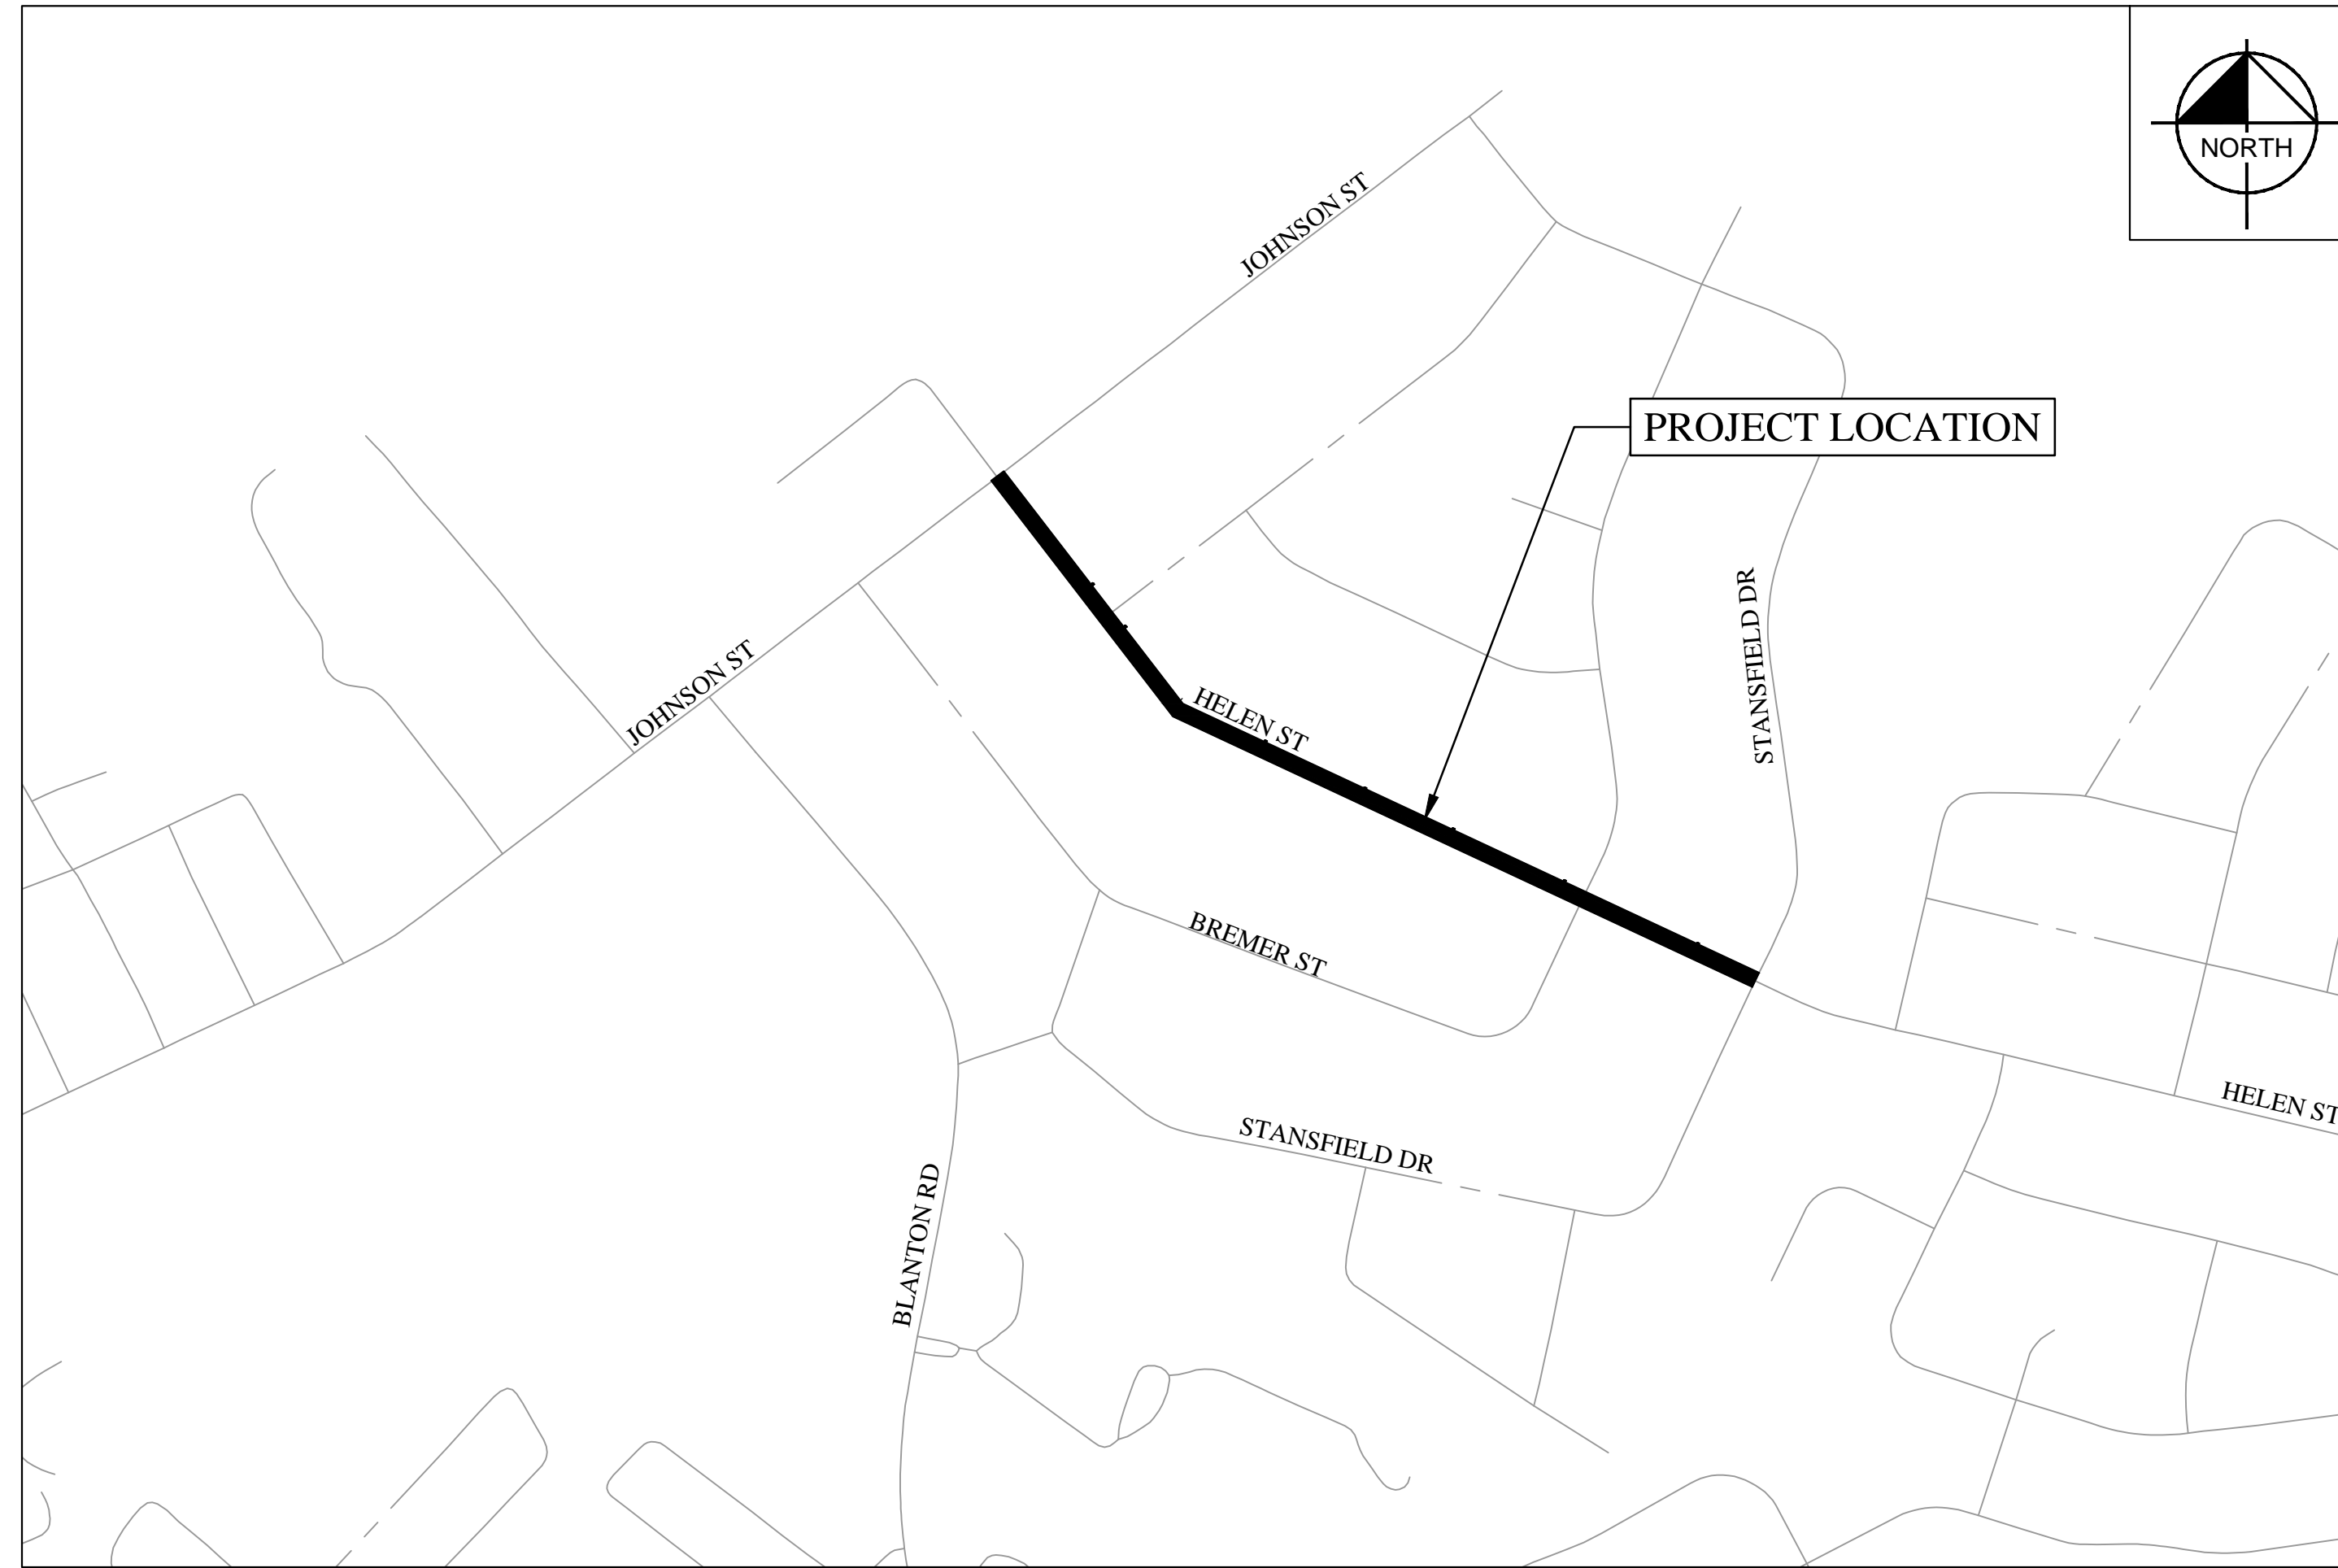 NORTH
JOHNSON ST
PROJECT LOCATION
STANSFIELD DR
JOHNSON ST
HELEN ST
BREMER ST
HELEN ST
STANSFIELD DR
BLANTON RD